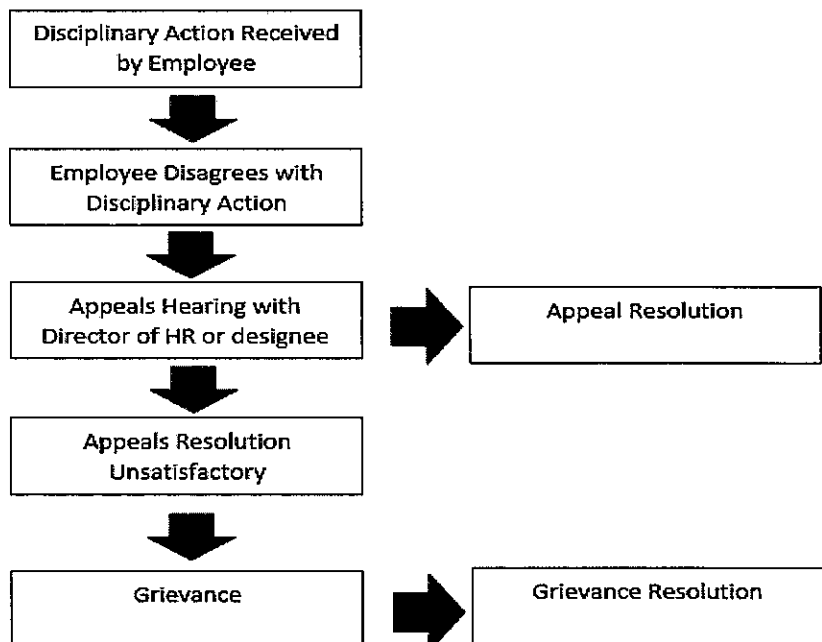 Disciplinary Action Received
by Employee
Employee Disagrees with
Disciplinary Action
Appeals Hearing with
Director of HR or designee
Appeal Resolution
Appeals Resolution
Unsatisfactory
Grievance
Grievance Resolution